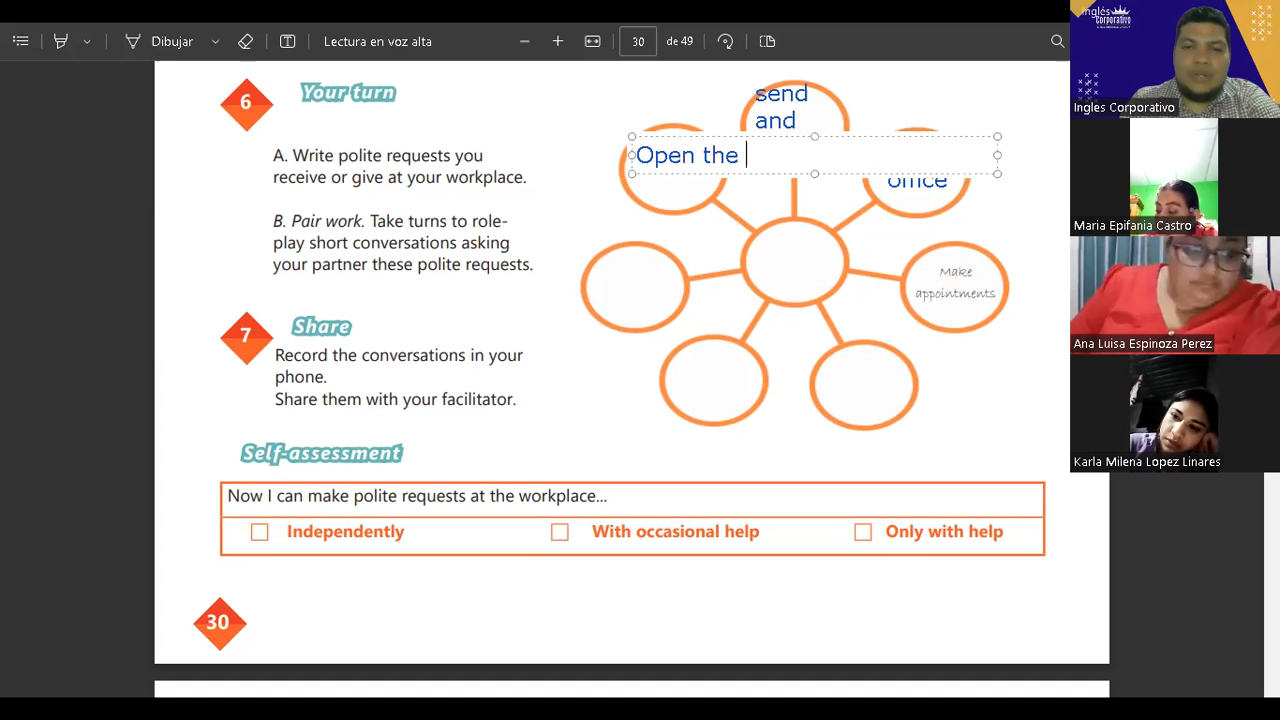 Dibujar
Lectura en voz alta
30
de 49
6
Your turn
A. Write polite requests you
receive or give at your workplace.
B. Pair work. Take turns to role-
play short conversations asking
your partner these polite requests.
7
Share
Record the conversations in your
phone.
Share them with your facilitator.
send
and
Open the
office
Make
appointments
Self-assessment
Now I can make polite requests at the workplace...
Independently
With occasional help
Only with help
30
Inglés
Corporativo
Ingles Corporativo
Maria Epifania Castro
Ana Luisa Espinoza Perez
Karla Milena Lopez Linares